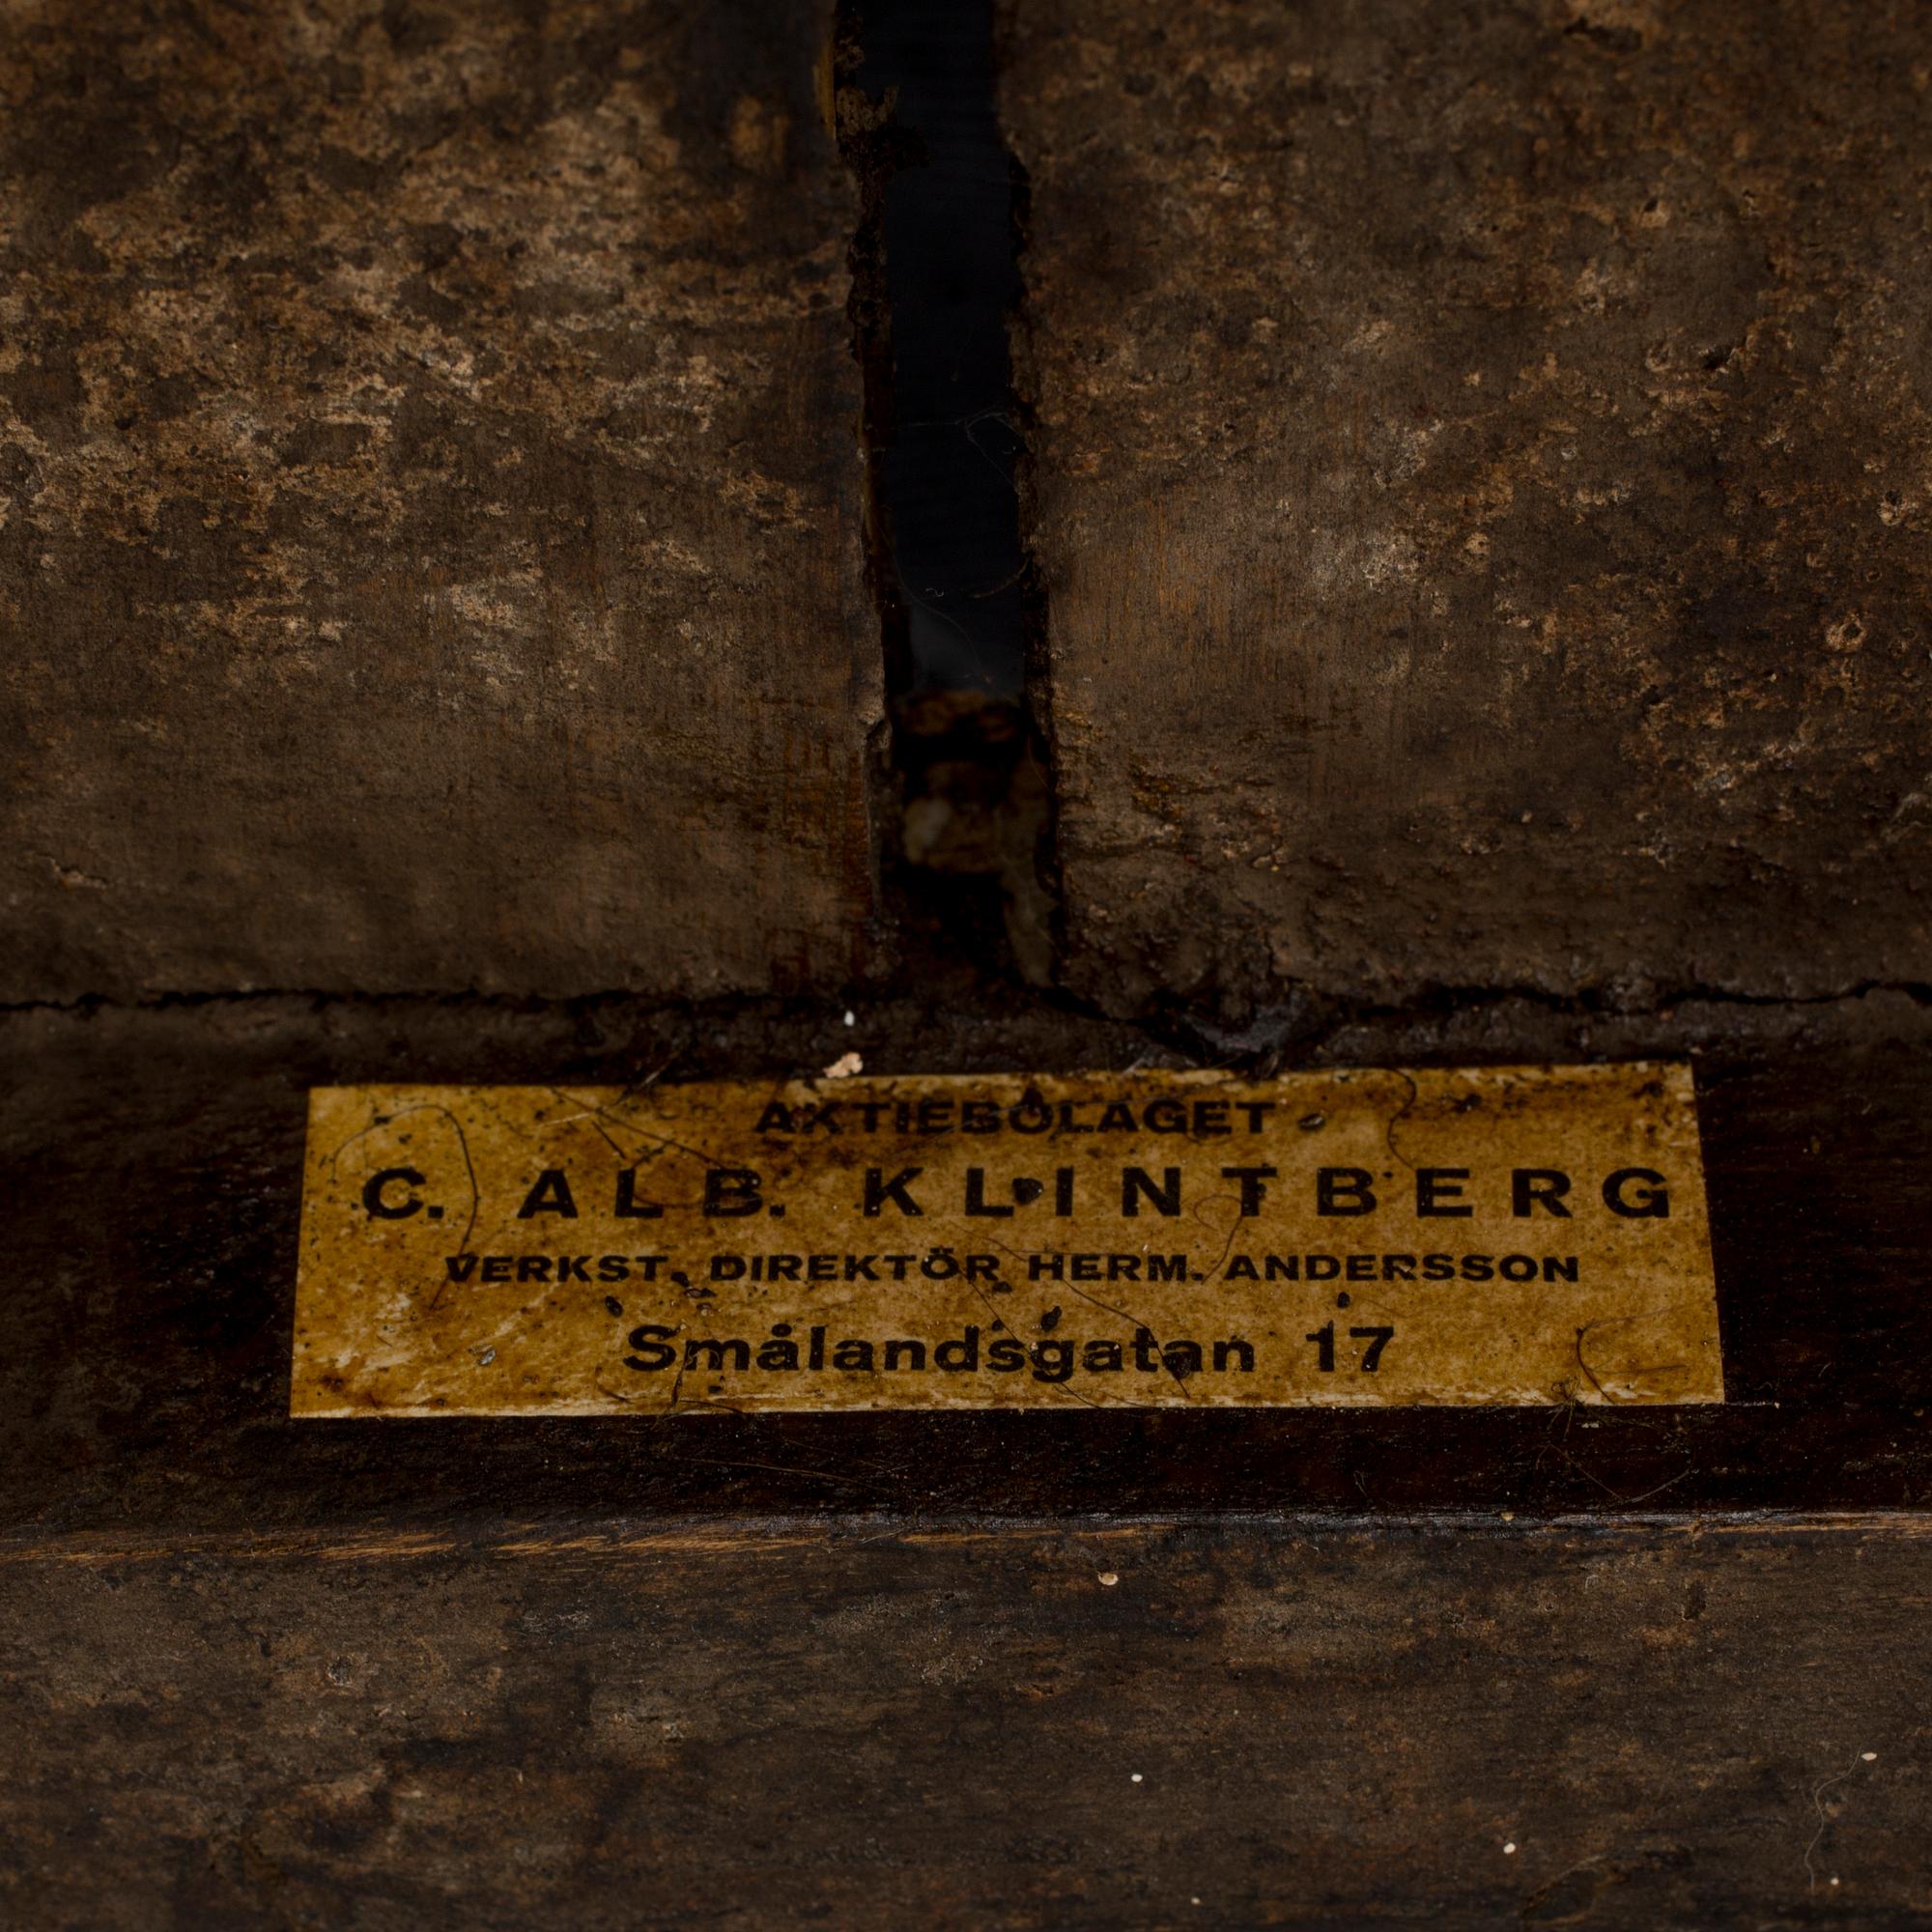 AKTIEBOLAGET
C. ALB. KLINTBERG
VERKST. DIREKTÖR HERM. ANDERSSON
Smålandsgatan 17